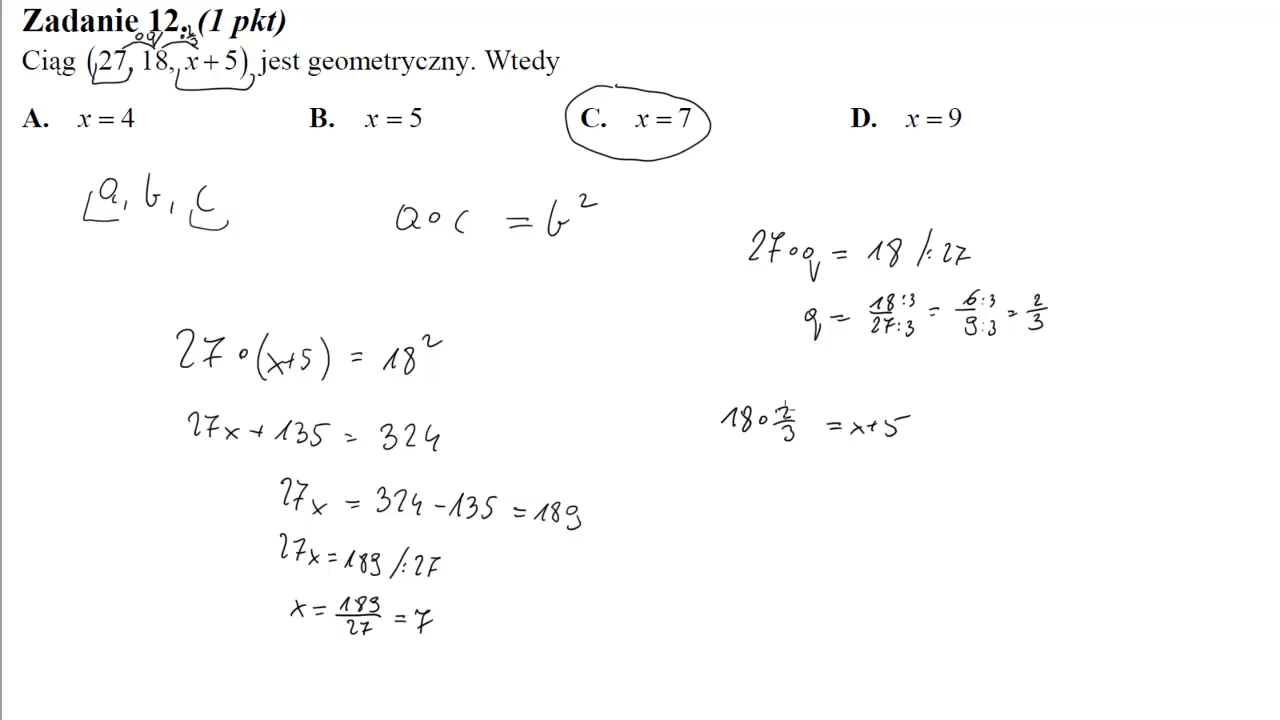 Zadanie 12. (1 pkt)
∘q ∘2/3
Ciąg (27, 18, x + 5) jest geometryczny. Wtedy
A. x = 4 B. x = 5 C. x = 7 D. x = 9
a, b, c a∘c = b²
27∘q = 18 /:27
q = 18:3/27:3 = 6:3/9:3 = 2/3
27∘(x+5) = 18²
18∘2/3 = x+5
27x + 135 = 324
27x = 324 - 135 = 189
27x = 189 /:27
x = 189/27 = 7